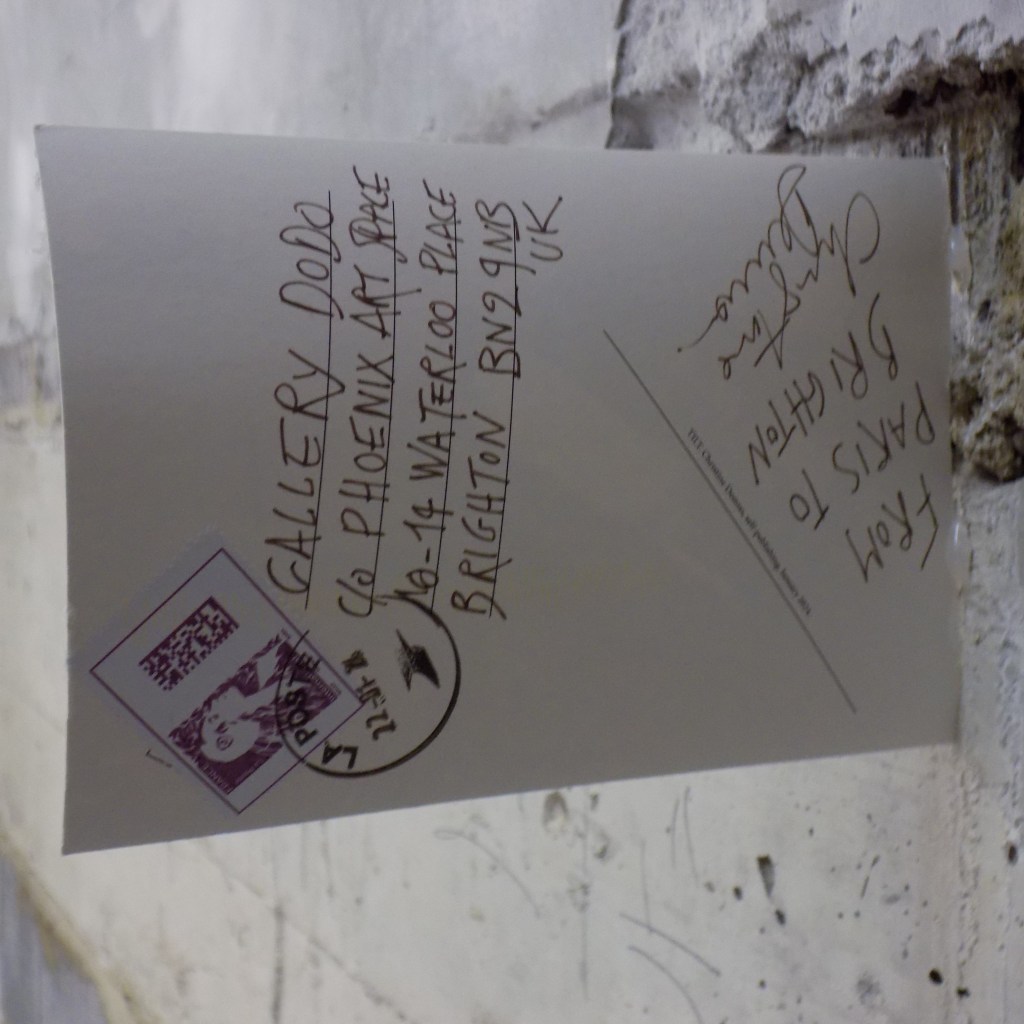 GALLERY DODO
C/O PHOENIX ART SPACE
10-14 WATERLOO PLACE
BRIGHTON BN2 9NB
UK
LA POSTE
FROM
PARIS TO
BRIGHTON
Christine